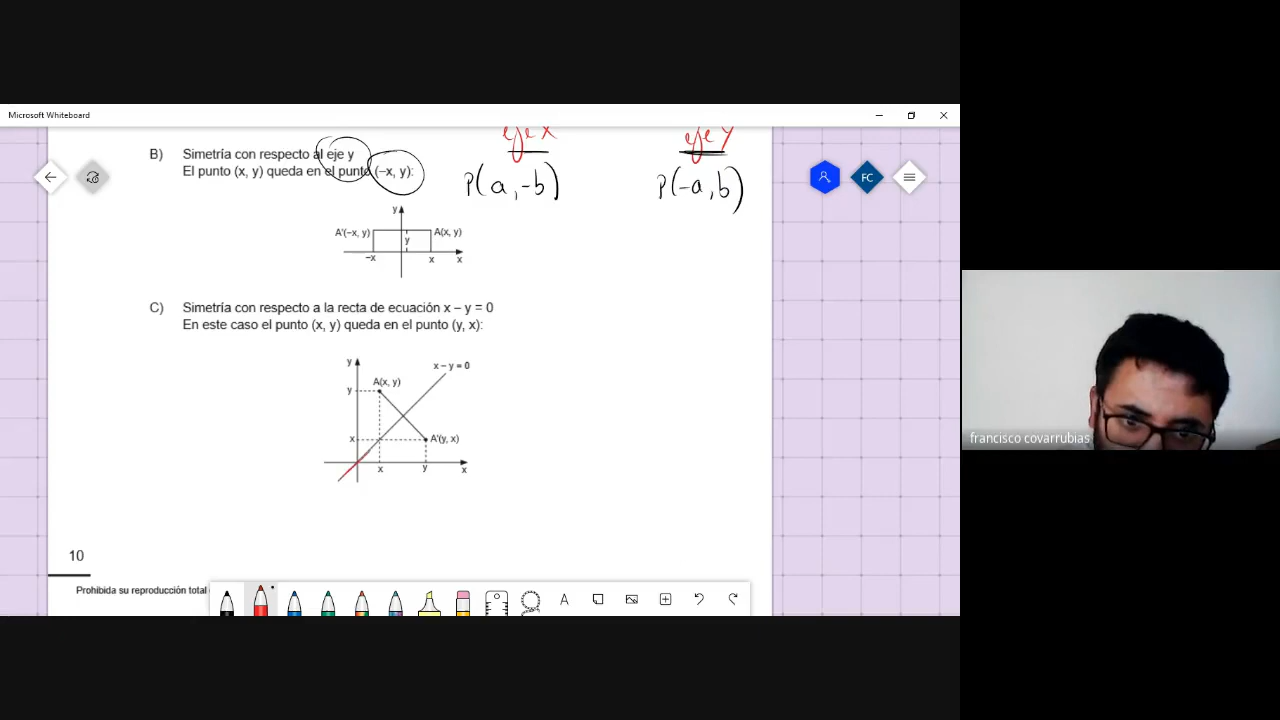 Microsoft Whiteboard
eje x
eje y
B) Simetría con respecto al eje y
El punto (x, y) queda en el punto (–x, y):
P(a,-b)
P(-a,b)
FC
y
A'(–x, y)
A(x, y)
y
–x
x
x
C) Simetría con respecto a la recta de ecuación x – y = 0
En este caso el punto (x, y) queda en el punto (y, x):
y
x – y = 0
A(x, y)
y
x
A'(y, x)
x
y
x
francisco covarrubias
10
Prohibida su reproducción total
A